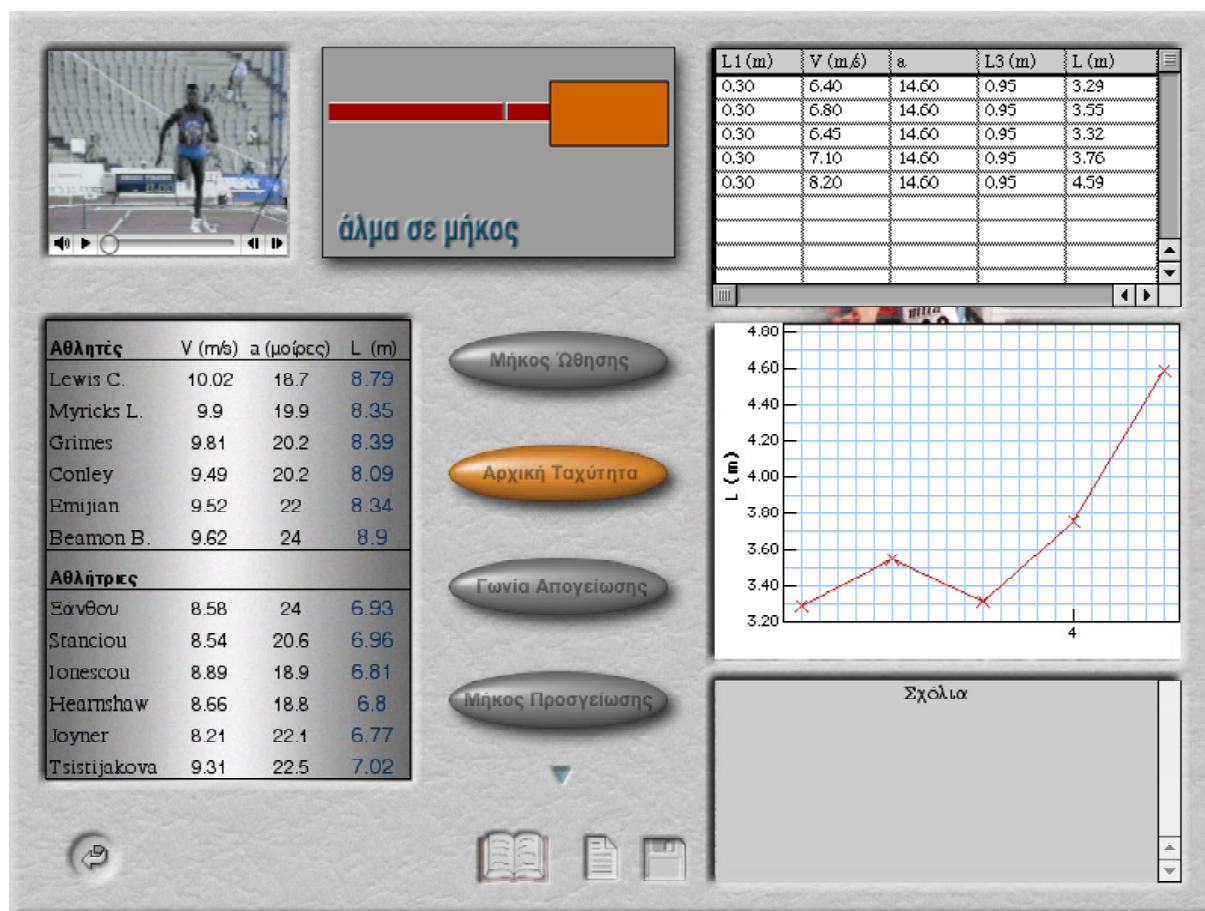 άλμα σε μήκος
L1 (m) V (m/s) a L3 (m) L (m)
0.30 6.40 14.60 0.95 3.29
0.30 6.80 14.60 0.95 3.55
0.30 6.45 14.60 0.95 3.32
0.30 7.10 14.60 0.95 3.76
0.30 8.20 14.60 0.95 4.59
Αθλητές V (m/s) a (μοίρες) L (m)
Lewis C. 10.02 18.7 8.79
Myricks L. 9.9 19.9 8.35
Grimes 9.81 20.2 8.39
Conley 9.49 20.2 8.09
Emijian 9.52 22 8.34
Beamon B. 9.62 24 8.9
Αθλήτριες
Ξάνθου 8.58 24 6.93
Stanciou 8.54 20.6 6.96
Ionescou 8.89 18.9 6.81
Hearnshaw 8.66 18.8 6.8
Joyner 8.21 22.1 6.77
Tsistijakova 9.31 22.5 7.02
Μήκος Ώθησης
Αρχική Ταχύτητα
Γωνία Απογείωσης
Μήκος Προσγείωσης
4.80
4.60
4.40
4.20
4.00
3.80
3.60
3.40
3.20
L (m)
4
Σχόλια